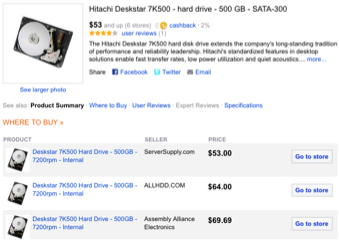 Hitachi Deskstar 7K500 - hard drive - 500 GB - SATA-300
$53 and up (6 stores) cashback · 2%
user reviews (1)
The Hitachi Deskstar 7K500 hard disk drive extends the company's long-standing tradition
of performance and reliability leadership. Hitachi's standardized features in desktop
solutions enable fast transfer rates, low power utilization and quiet acoustics.... more...
Share Facebook Twitter Email
See larger photo
See also: Product Summary · Where to Buy · User Reviews · Expert Reviews · Specifications
WHERE TO BUY »
PRODUCT SELLER PRICE
Deskstar 7K500 Hard Drive - 500GB - ServerSupply.com $53.00 Go to store
7200rpm - Internal
Deskstar 7K500 Hard Drive - 500GB - ALLHDD.COM $64.00 Go to store
7200rpm - Internal
Deskstar 7K500 Hard Drive - 500GB - Assembly Alliance $69.69 Go to store
7200rpm - Internal Electronics